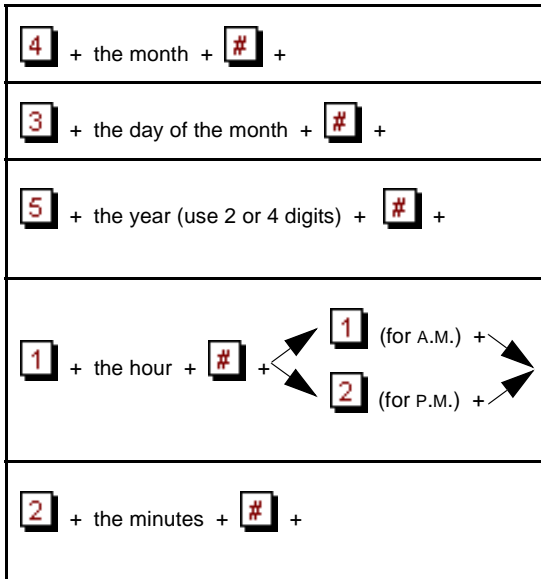 4 + the month + # +
3 + the day of the month + # +
5 + the year (use 2 or 4 digits) + # +
1 (for A.M.) +
1 + the hour + # +
2 (for P.M.) +
2 + the minutes + # +